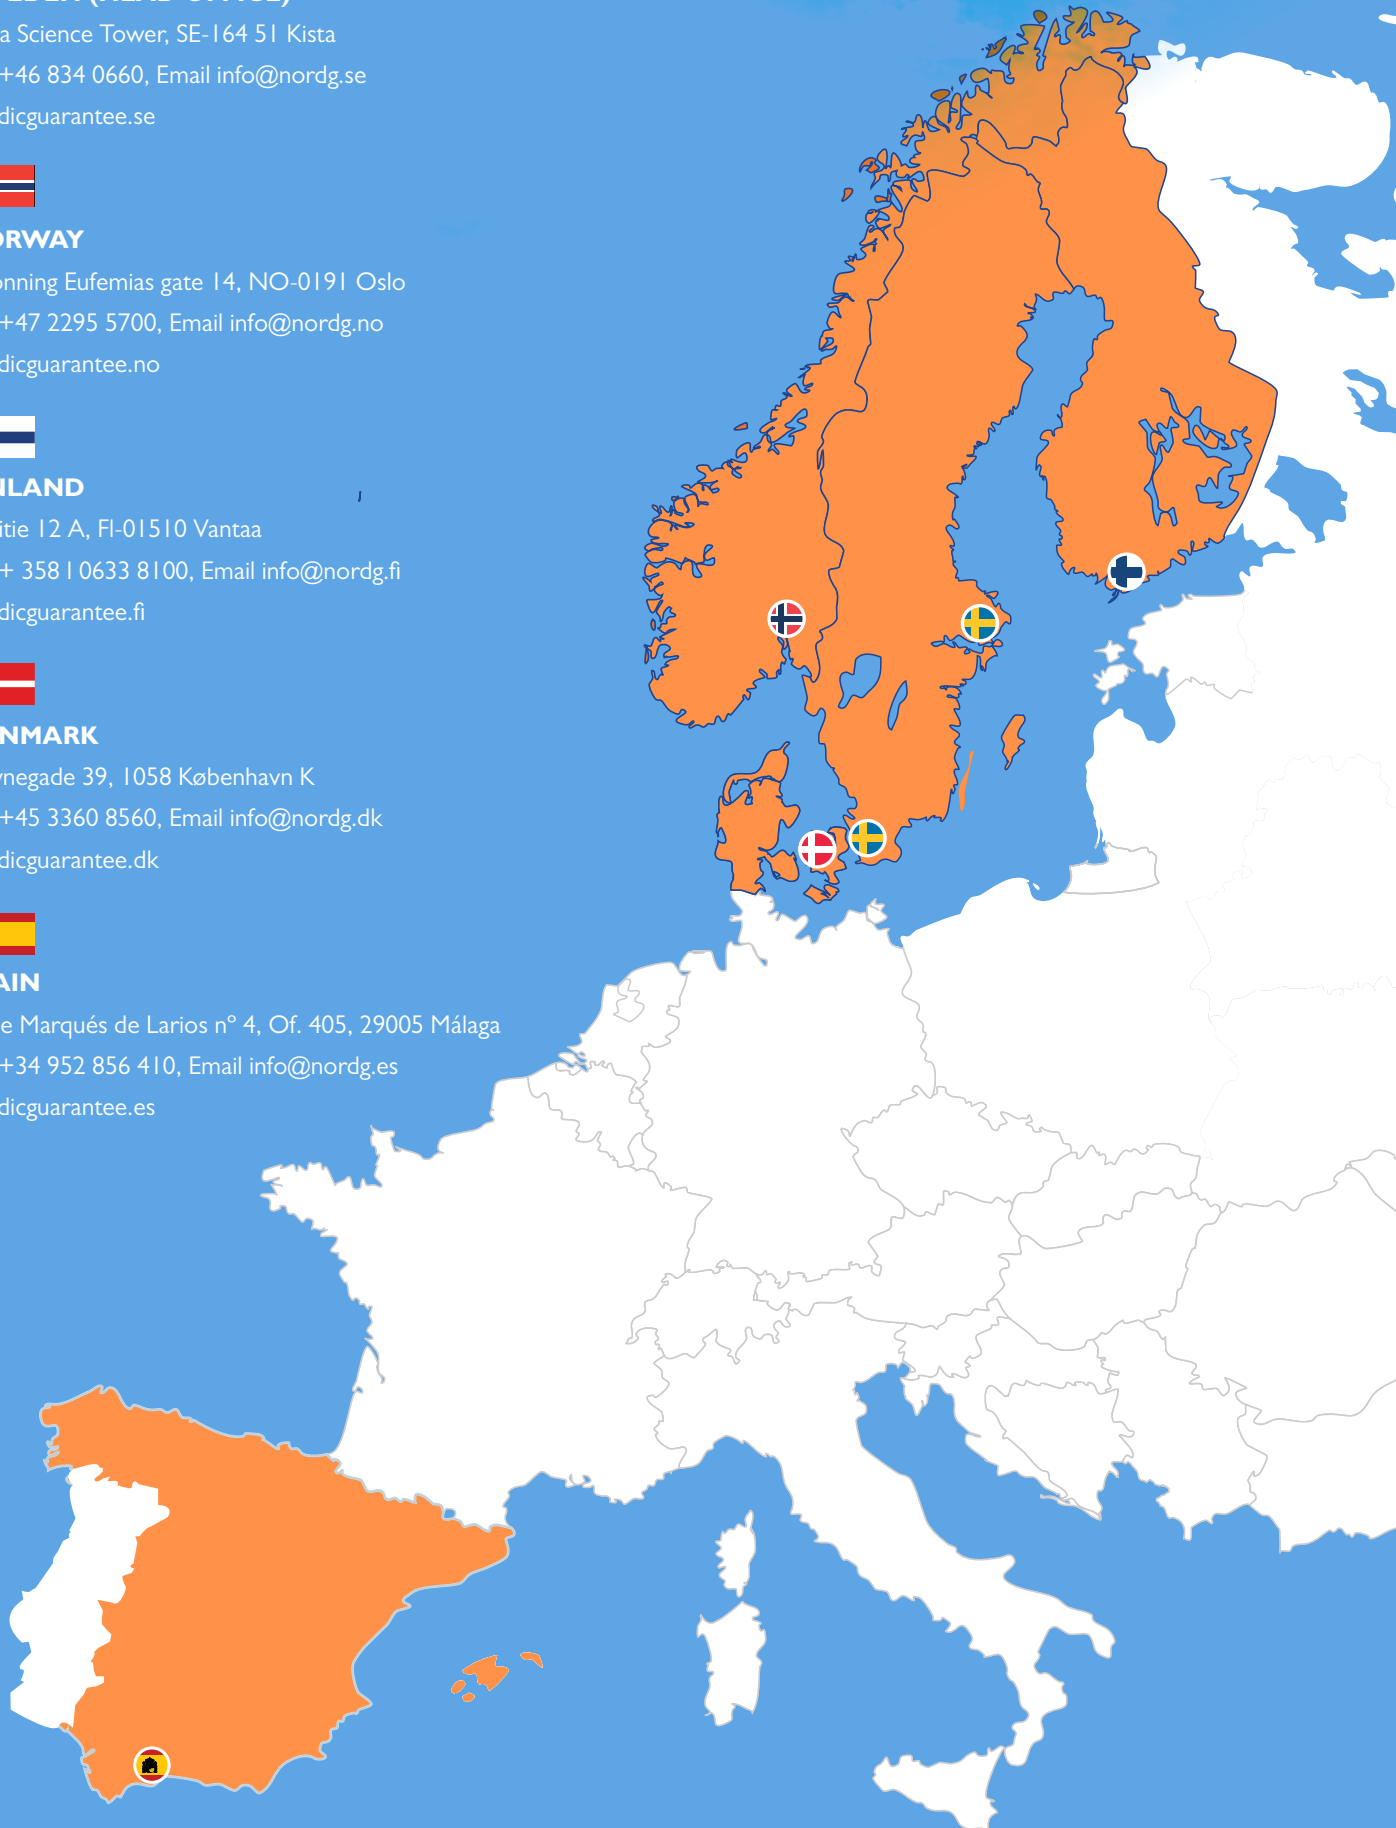 a Science Tower, SE-164 51 Kista
+46 834 0660, Email info@nordg.se
dicguarantee.se
ORWAY
onning Eufemias gate 14, NO-0191 Oslo
+47 2295 5700, Email info@nordg.no
dicguarantee.no
NLAND
itie 12 A, FI-01510 Vantaa
+ 358 I 0633 8100, Email info@nordg.fi
dicguarantee.fi
NMARK
negade 39, 1058 København K
+45 3360 8560, Email info@nordg.dk
dicguarantee.dk
AIN
e Marqués de Larios nº 4, Of. 405, 29005 Málaga
+34 952 856 410, Email info@nordg.es
dicguarantee.es